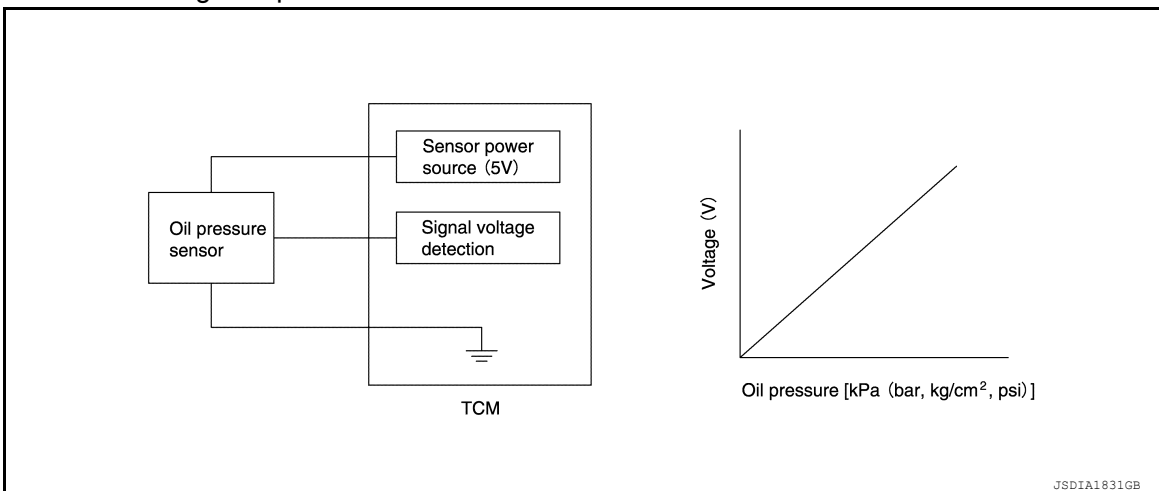 Sensor power
source (5V)
Oil pressure
sensor
Signal voltage
detection
TCM
Voltage (V)
Oil pressure [kPa (bar, kg/cm², psi)]
JSDIA1831GB